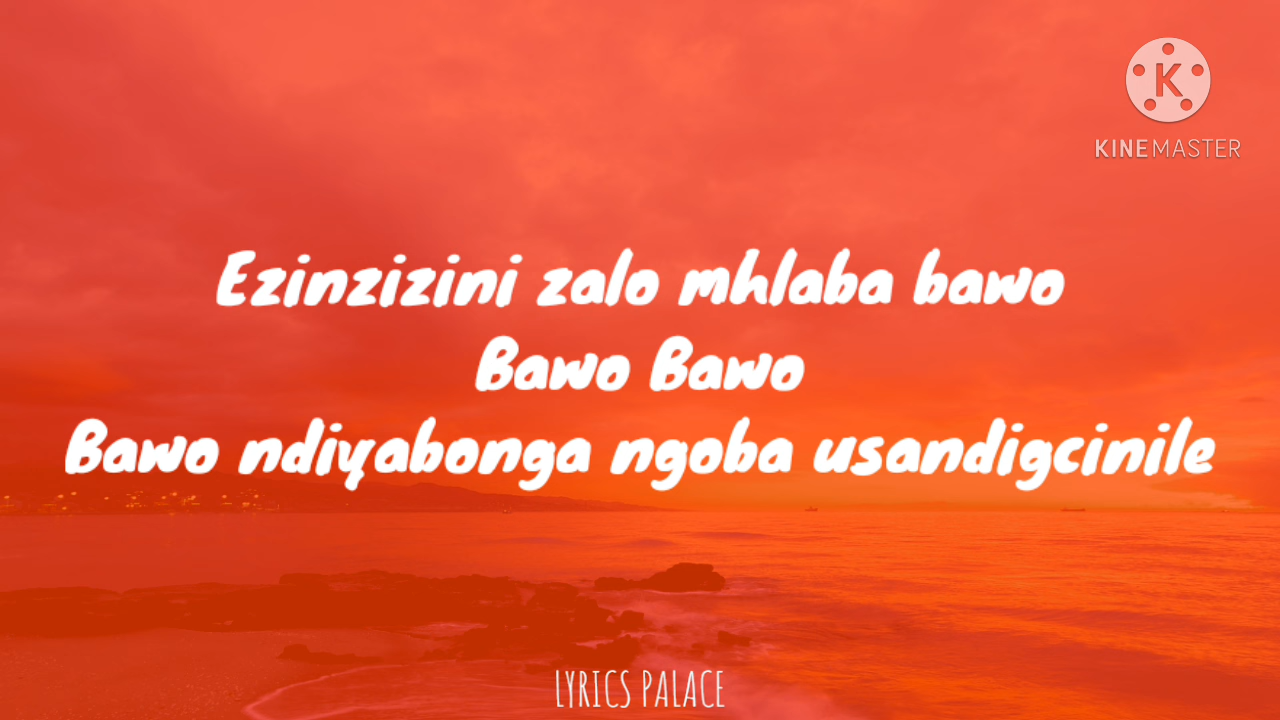 K
KINEMASTER
Ezinzizini zalo mhlaba bawo
Bawo Bawo
Bawo ndiyabonga ngoba usandigcinile
LYRICS PALACE